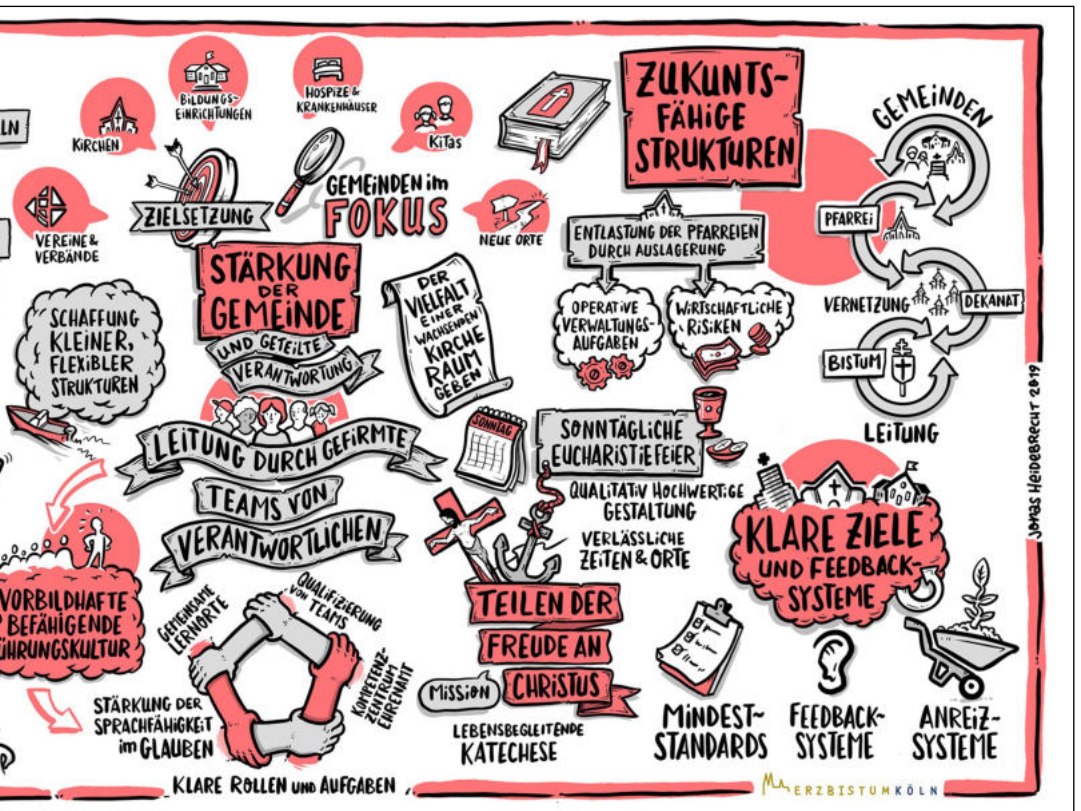 LN
KiRCHEN
BiLDUNGS-
EiNRiCHTUNGEN
HOSPiZE &
KRANKENHÄUSER
KiTAS
VEREiNE &
VERBÄNDE
ZiELSETZUNG
GEMEiNDEN im
FOKUS
NEUE ORTE
STÄRKUNG
DER
GEMEiNDE
UND GETEiLTE
VERANTWORTUNG
SCHAFFUNG
KLEiNER,
FLEXiBLER
STRUKTUREN
DER
ViELFALT
EiNER
WACHSENDEN
KiRCHE
RAUM
GEBEN
LEiTUNG DURCH GEFiRMTE
TEAMS VON
VERANTWORTLiCHEN
VORBiLDHAFTE
BEFÄHiGENDE
ÜHRUNGSKULTUR
GEMEiNSAME
LERNORTE
QUALiFiZiERUNG
VON TEAMS
KOMPETENZ-
ZENTRUM
EHRENAMT
STÄRKUNG DER
SPRACHFÄHiGKEiT
im GLAUBEN
KLARE ROLLEN UND AUFGABEN
ZUKUNTS-
FÄHiGE
STRUKTUREN
ENTLASTUNG DER PFARREiEN
DURCH AUSLAGERUNG
OPERATiVE
VERWALTUNGS-
AUFGABEN
WiRTSCHAFTLiCHE
RiSiKEN
GEMEiNDEN
PFARREi
VERNETZUNG
DEKANAT
BiSTUM
LEiTUNG
SONNTAG
SONNTÄGLiCHE
EUCHARiSTiEFEiER
QUALiTATiV HOCHWERTiGE
GESTALTUNG
VERLÄSSLiCHE
ZEiTEN & ORTE
TEiLEN DER
FREUDE AN
CHRiSTUS
MiSSiON
LEBENSBEGLEiTENDE
KATECHESE
KLARE ZiELE
UND FEEDBACK-
SYSTEME
MiNDEST-
STANDARDS
FEEDBACK-
SYSTEME
ANREiZ-
SYSTEME
JONAS HEiDEBRECHT 2019
ERZBISTUMKÖLN